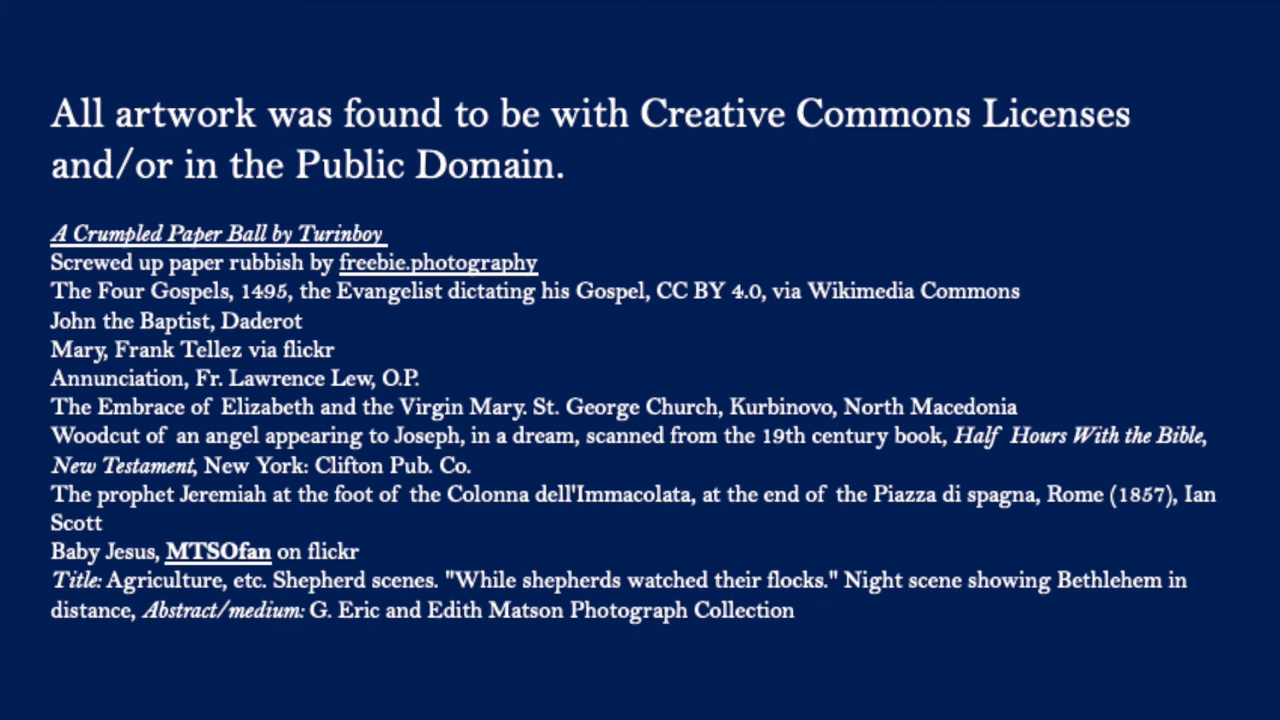 All artwork was found to be with Creative Commons Licenses
and/or in the Public Domain.
A Crumpled Paper Ball by Turinboy
Screwed up paper rubbish by freebie.photography
The Four Gospels, 1495, the Evangelist dictating his Gospel, CC BY 4.0, via Wikimedia Commons
John the Baptist, Daderot
Mary, Frank Tellez via flickr
Annunciation, Fr. Lawrence Lew, O.P.
The Embrace of Elizabeth and the Virgin Mary. St. George Church, Kurbinovo, North Macedonia
Woodcut of an angel appearing to Joseph, in a dream, scanned from the 19th century book, Half Hours With the Bible,
New Testament, New York: Clifton Pub. Co.
The prophet Jeremiah at the foot of the Colonna dell'Immacolata, at the end of the Piazza di spagna, Rome (1857), Ian
Scott
Baby Jesus, MTSOfan on flickr
Title: Agriculture, etc. Shepherd scenes. "While shepherds watched their flocks." Night scene showing Bethlehem in
distance, Abstract/medium: G. Eric and Edith Matson Photograph Collection